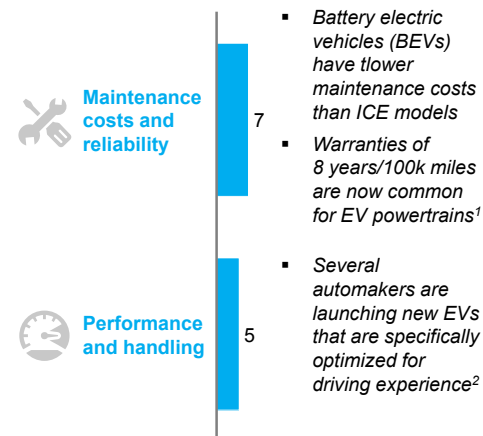 Maintenance
costs and
reliability
7
▪ Battery electric
vehicles (BEVs)
have tlower
maintenance costs
than ICE models
▪ Warranties of
8 years/100k miles
are now common
for EV powertrains¹
Performance
and handling
5
▪ Several
automakers are
launching new EVs
that are specifically
optimized for
driving experience²